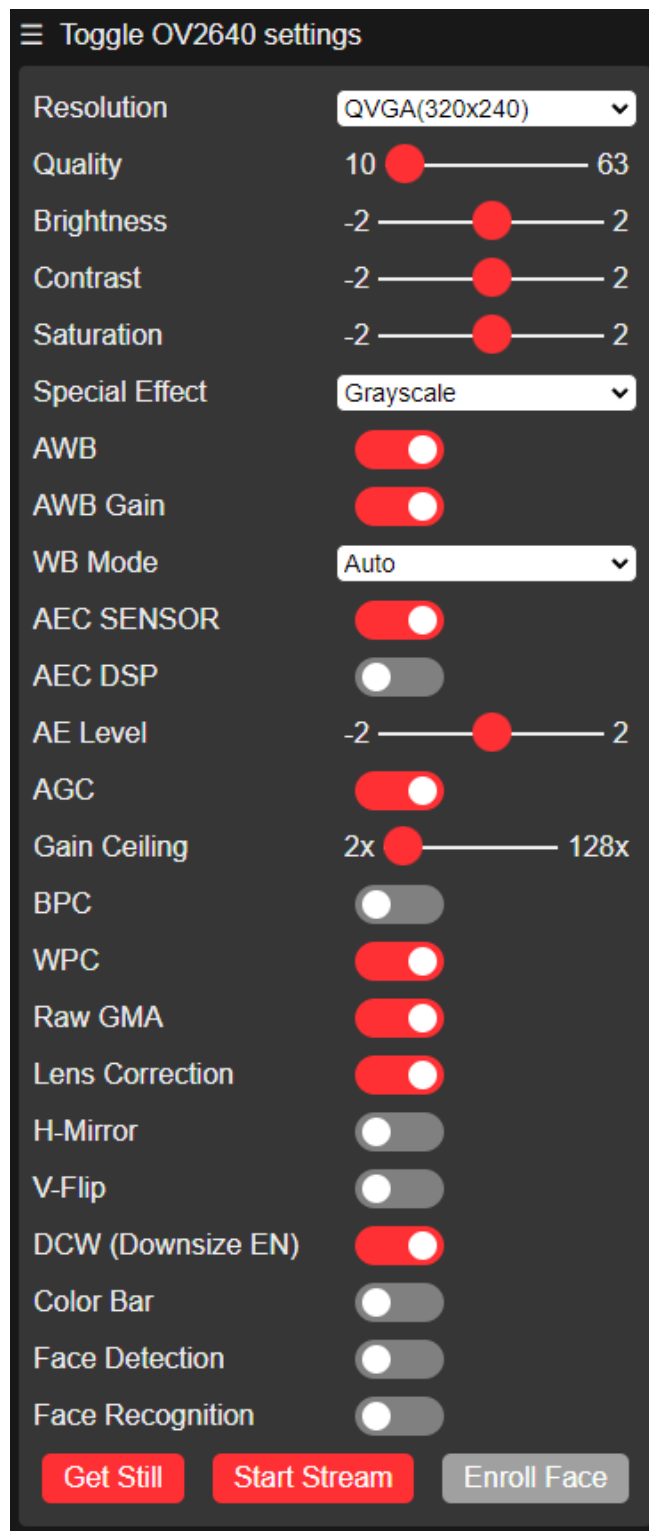 ☰ Toggle OV2640 settings
Resolution QVGA(320x240)
Quality 10 63
Brightness -2 2
Contrast -2 2
Saturation -2 2
Special Effect Grayscale
AWB
AWB Gain
WB Mode Auto
AEC SENSOR
AEC DSP
AE Level -2 2
AGC
Gain Ceiling 2x 128x
BPC
WPC
Raw GMA
Lens Correction
H-Mirror
V-Flip
DCW (Downsize EN)
Color Bar
Face Detection
Face Recognition
Get Still Start Stream Enroll Face